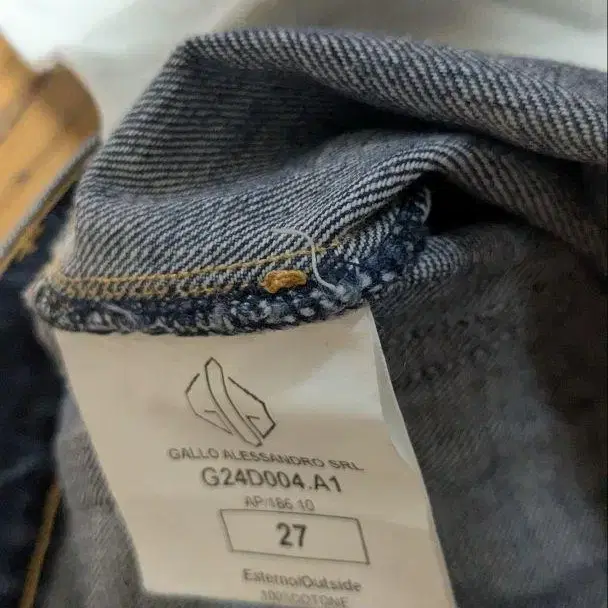 GALLO ALESSANDRO SRL
G24D004.A1
AP/186.10
27
Esterno/Outside
100%COTONE